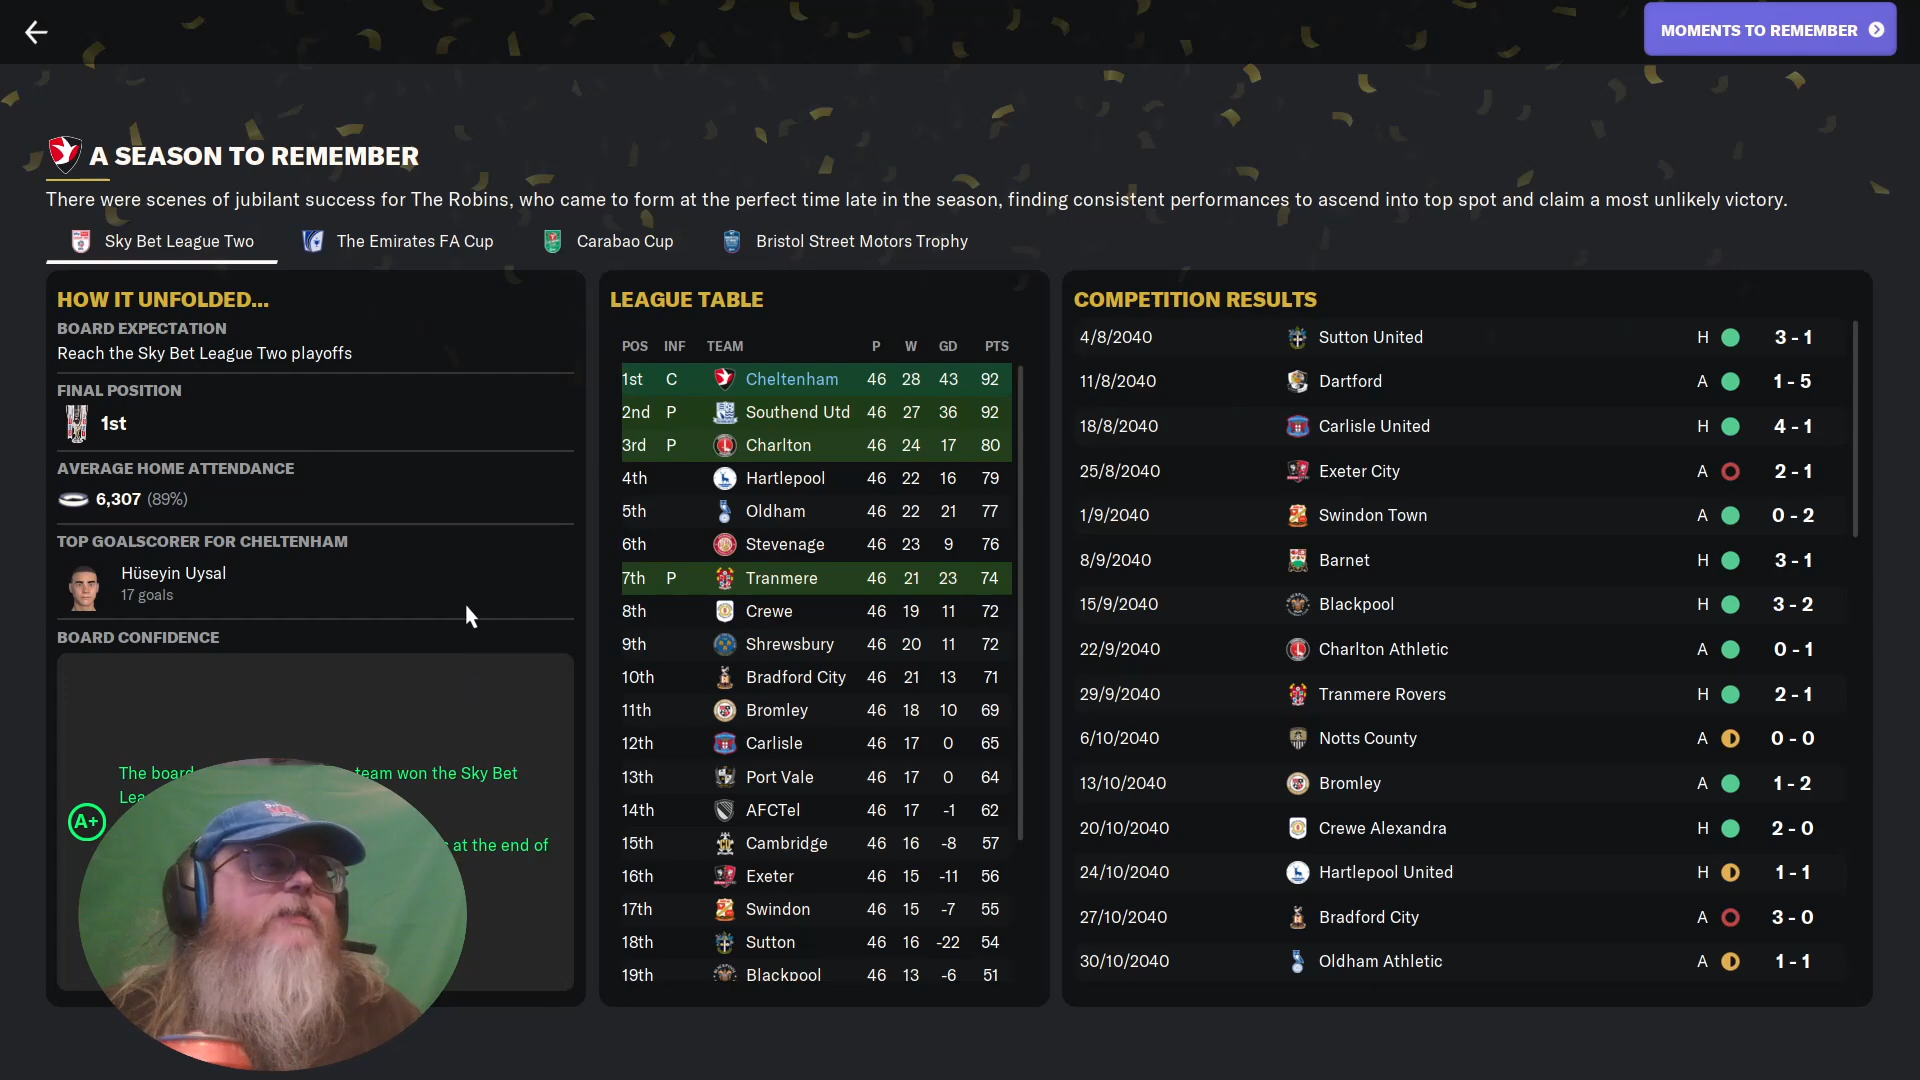 MOMENTS TO REMEMBER
A SEASON TO REMEMBER
There were scenes of jubilant success for The Robins, who came to form at the perfect time late in the season, finding consistent performances to ascend into top spot and claim a most unlikely victory.
Sky Bet League Two The Emirates FA Cup Carabao Cup Bristol Street Motors Trophy
HOW IT UNFOLDED...
BOARD EXPECTATION
Reach the Sky Bet League Two playoffs
FINAL POSITION
1st
AVERAGE HOME ATTENDANCE
6,307 (89%)
TOP GOALSCORER FOR CHELTENHAM
Hüseyin Uysal
17 goals
BOARD CONFIDENCE
The board team won the Sky Bet
A+
at the end of
LEAGUE TABLE
POS INF TEAM P W GD PTS
1st C Cheltenham 46 28 43 92
2nd P Southend Utd 46 27 36 92
3rd P Charlton 46 24 17 80
4th Hartlepool 46 22 16 79
5th Oldham 46 22 21 77
6th Stevenage 46 23 9 76
7th P Tranmere 46 21 23 74
8th Crewe 46 19 11 72
9th Shrewsbury 46 20 11 72
10th Bradford City 46 21 13 71
11th Bromley 46 18 10 69
12th Carlisle 46 17 0 65
13th Port Vale 46 17 0 64
14th AFCTel 46 17 -1 62
15th Cambridge 46 16 -8 57
16th Exeter 46 15 -11 56
17th Swindon 46 15 -7 55
18th Sutton 46 16 -22 54
19th Blackpool 46 13 -6 51
COMPETITION RESULTS
4/8/2040 Sutton United H 3 - 1
11/8/2040 Dartford A 1 - 5
18/8/2040 Carlisle United H 4 - 1
25/8/2040 Exeter City A 2 - 1
1/9/2040 Swindon Town A 0 - 2
8/9/2040 Barnet H 3 - 1
15/9/2040 Blackpool H 3 - 2
22/9/2040 Charlton Athletic A 0 - 1
29/9/2040 Tranmere Rovers H 2 - 1
6/10/2040 Notts County A 0 - 0
13/10/2040 Bromley A 1 - 2
20/10/2040 Crewe Alexandra H 2 - 0
24/10/2040 Hartlepool United H 1 - 1
27/10/2040 Bradford City A 3 - 0
30/10/2040 Oldham Athletic A 1 - 1